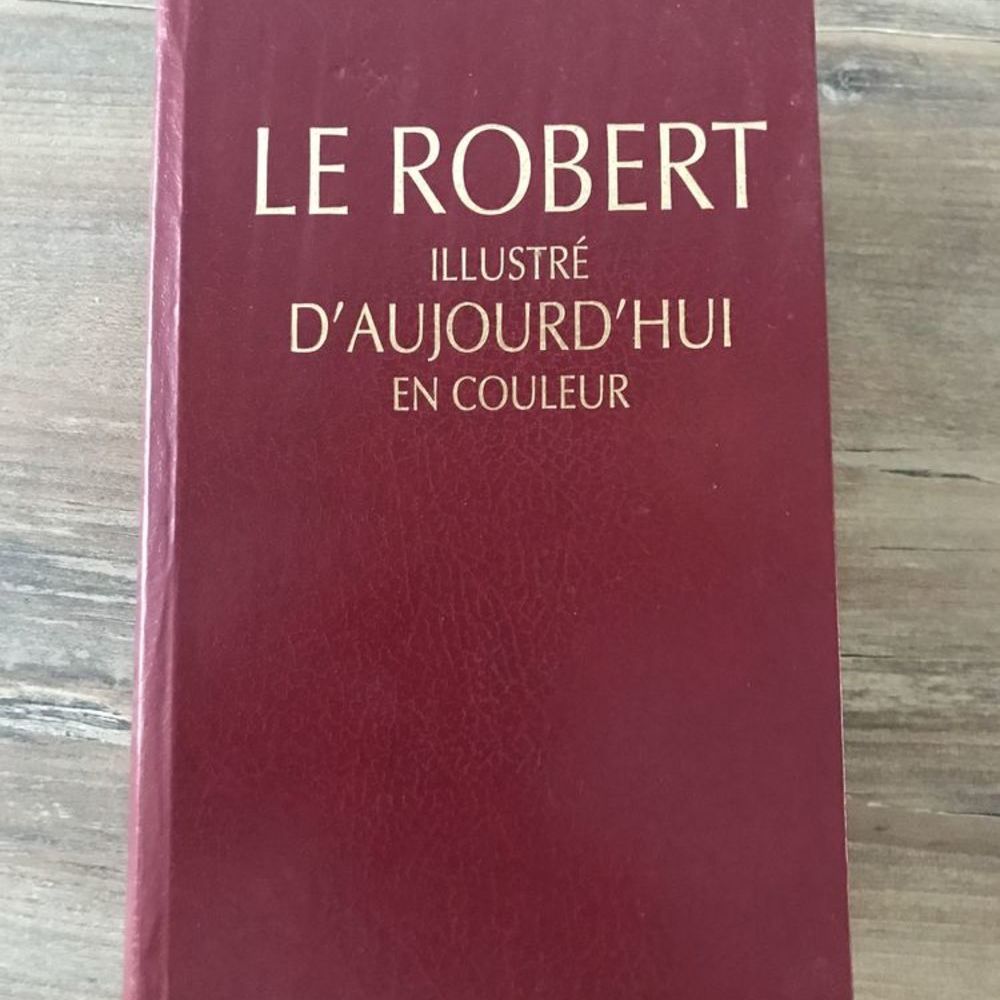 LE ROBERT
ILLUSTRÉ
D'AUJOURD'HUI
EN COULEUR